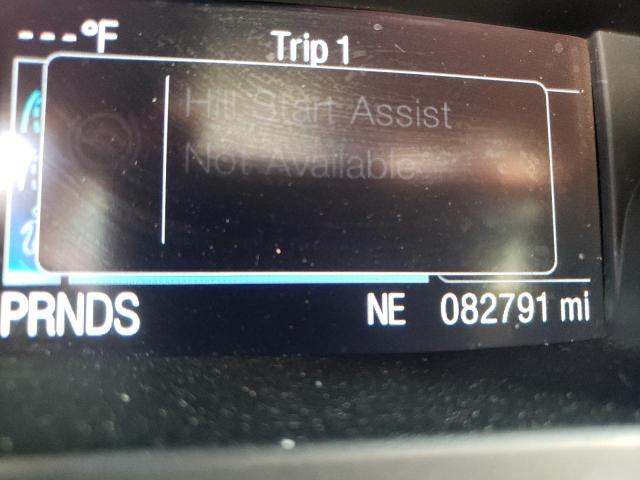 ---°F
Trip 1
Hill Start Assist
Not Available
PRNDS
NE
082791 mi